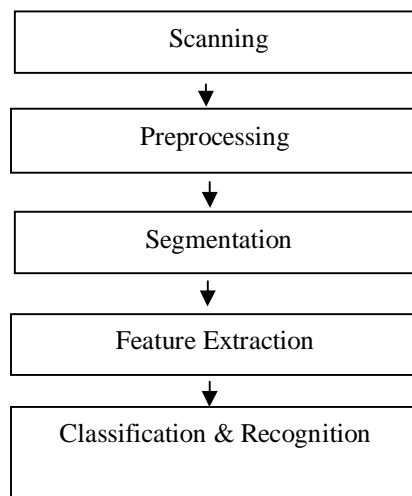 Scanning
Preprocessing
Segmentation
Feature Extraction
Classification & Recognition